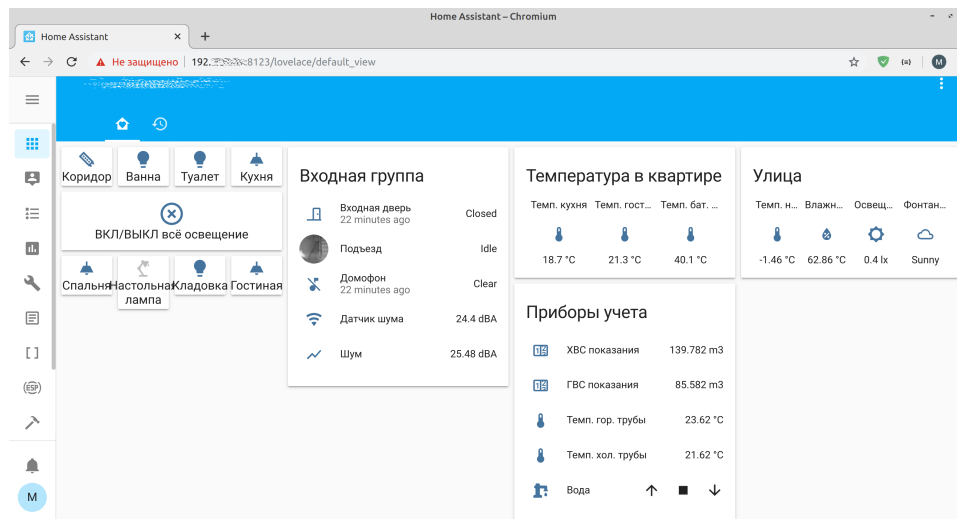 Home Assistant – Chromium
Home Assistant
Не защищено
192.
:8123/lovelace/default_view
M
Коридор
Ванна
Туалет
Кухня
ВКЛ/ВЫКЛ всё освещение
Спальня
Настольная
лампа
Кладовка
Гостиная
Входная группа
Входная дверь
22 minutes ago
Closed
Подъезд
Idle
Домофон
22 minutes ago
Clear
Датчик шума
24.4 dBA
Шум
25.48 dBA
Температура в квартире
Темп. кухня Темп. гост... Темп. бат. ...
18.7 °C 21.3 °C 40.1 °C
Приборы учета
ХВС показания
139.782 m3
ГВС показания
85.582 m3
Темп. гор. трубы
23.62 °C
Темп. хол. трубы
21.62 °C
Вода
Улица
Темп. н... Влажн... Освещ... Фонтан...
-1.46 °C 62.86 °C 0.4 lx Sunny
(ESP)
M